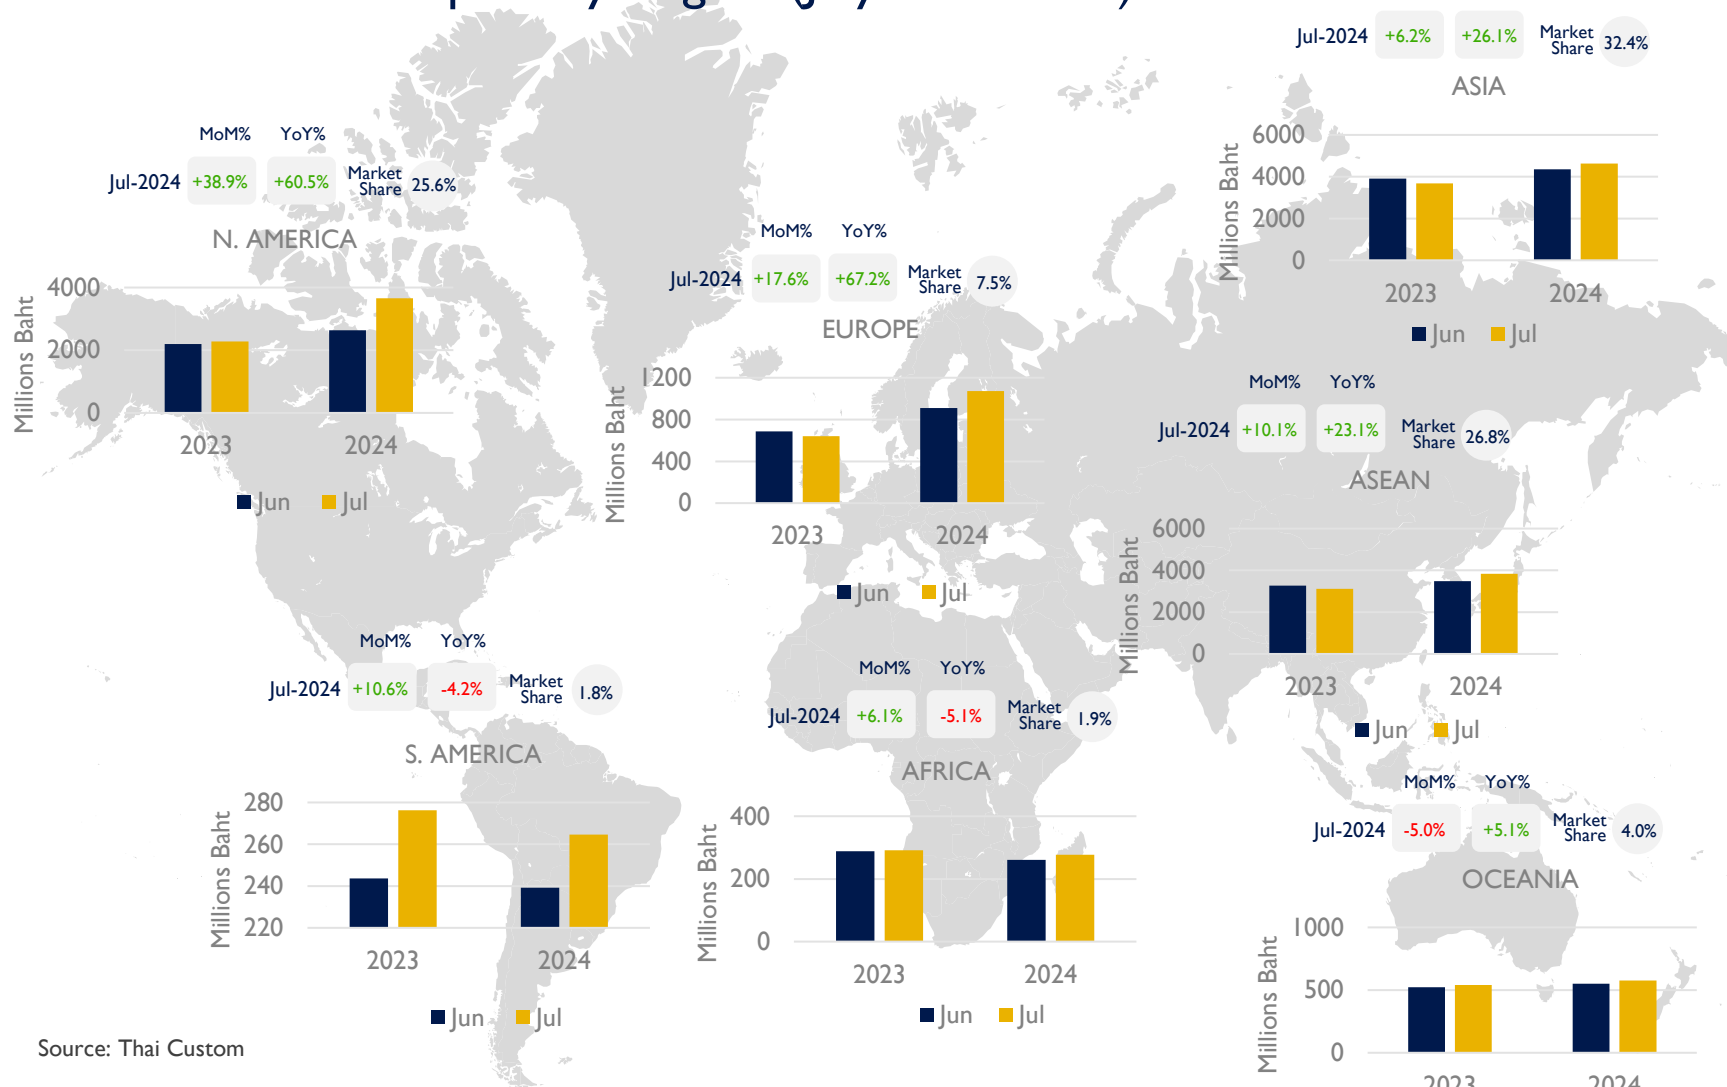 Jul-2024 +6.2% +26.1% Market Share 32.4%
ASIA
6000
4000
2000
0
Millions Baht
2023 2024
Jun Jul
MoM% YoY%
Jul-2024 +38.9% +60.5% Market Share 25.6%
N. AMERICA
4000
2000
0
Millions Baht
2023 2024
Jun Jul
MoM% YoY%
Jul-2024 +17.6% +67.2% Market Share 7.5%
EUROPE
1200
800
400
0
Millions Baht
2023 2024
Jun Jul
MoM% YoY%
Jul-2024 +10.1% +23.1% Market Share 26.8%
ASEAN
6000
4000
2000
0
Millions Baht
2023 2024
Jun Jul
MoM% YoY%
Jul-2024 +10.6% -4.2% Market Share 1.8%
S. AMERICA
280
260
240
220
Millions Baht
2023 2024
Jun Jul
MoM% YoY%
Jul-2024 +6.1% -5.1% Market Share 1.9%
AFRICA
400
200
0
Millions Baht
2023 2024
Jun Jul
MoM% YoY%
Jul-2024 -5.0% +5.1% Market Share 4.0%
OCEANIA
1000
500
0
Millions Baht
2023 2024
Source: Thai Custom